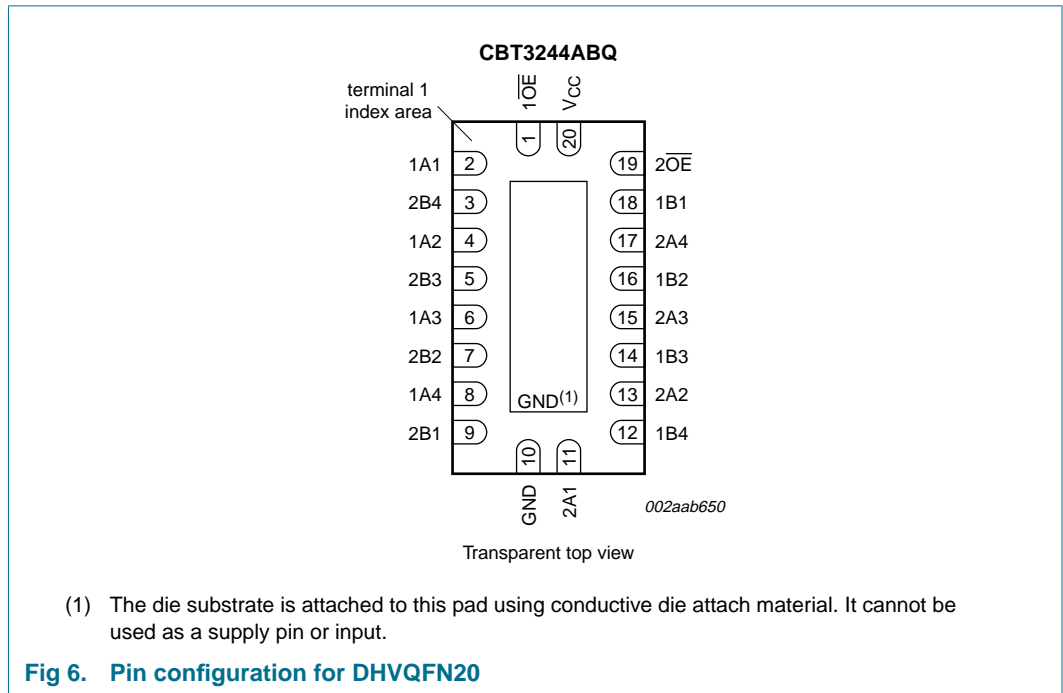 CBT3244ABQ
terminal 1
index area
1O̅E̅
VCC
1
20
1A1 2
19 2O̅E̅
2B4 3
18 1B1
1A2 4
17 2A4
2B3 5
16 1B2
1A3 6
15 2A3
2B2 7
14 1B3
1A4 8
13 2A2
GND(1)
2B1 9
12 1B4
10
11
GND
2A1
002aab650
Transparent top view
(1) The die substrate is attached to this pad using conductive die attach material. It cannot be
used as a supply pin or input.
Fig 6. Pin configuration for DHVQFN20